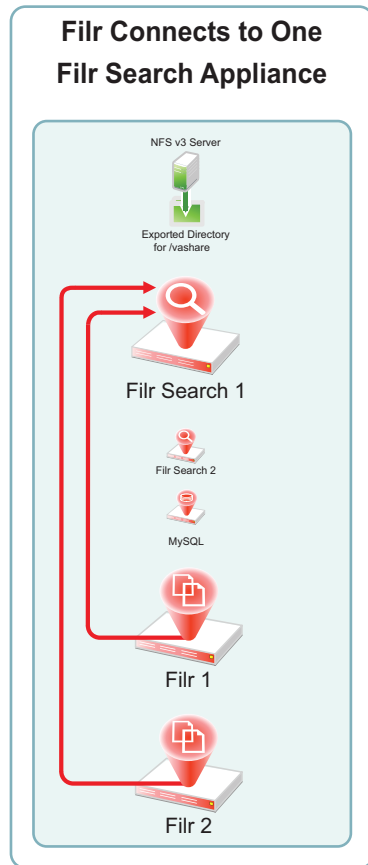 Filr Connects to One
Filr Search Appliance
NFS v3 Server
Exported Directory
for /vashare
Filr Search 1
Filr Search 2
MySQL
Filr 1
Filr 2